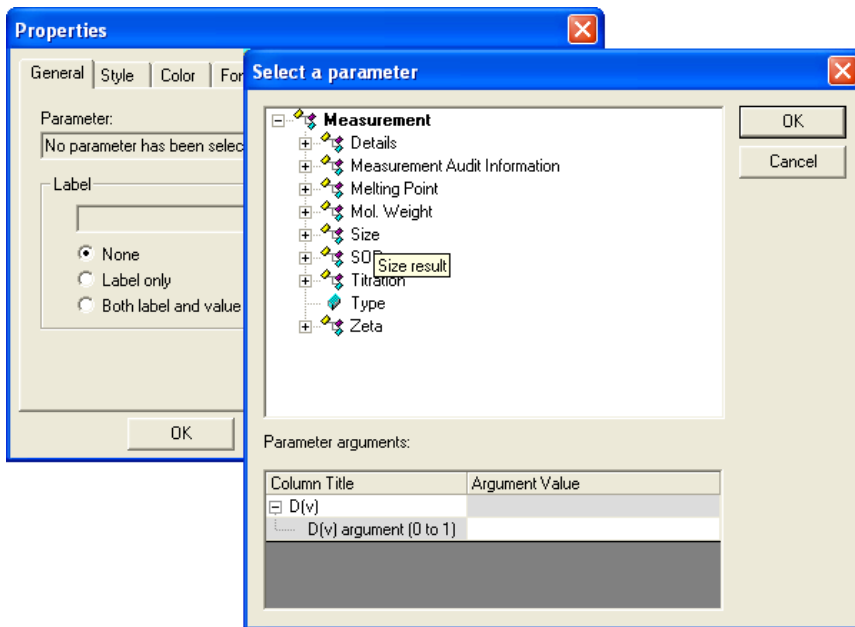 Properties
General Style Color For
Parameter:
No parameter has been selec
Label
None
Label only
Both label and value
OK
Select a parameter
Measurement
Details
Measurement Audit Information
Melting Point
Mol. Weight
Size
SOP
Size result
Titration
Type
Zeta
OK
Cancel
Parameter arguments:
Column Title Argument Value
D(v)
D(v) argument (0 to 1)